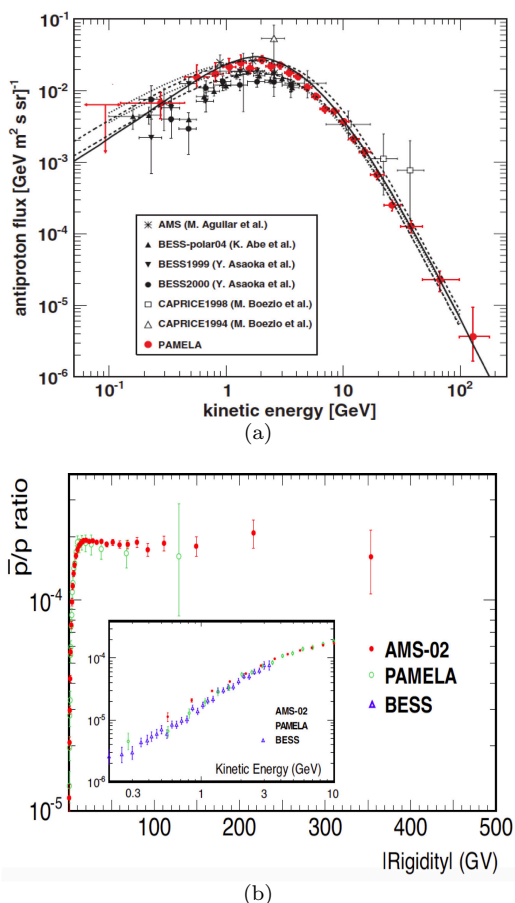 10⁻¹
10⁻²
10⁻³
10⁻⁴
10⁻⁵
10⁻⁶
antiproton flux [GeV m² s sr]⁻¹
AMS (M. Aguilar et al.)
BESS-polar04 (K. Abe et al.)
BESS1999 (Y. Asaoka et al.)
BESS2000 (Y. Asaoka et al.)
CAPRICE1998 (M. Boezio et al.)
CAPRICE1994 (M. Boezio et al.)
PAMELA
10⁻¹ 1 10 10²
kinetic energy [GeV]
(a)
p̅/p ratio
10⁻⁴
10⁻⁵
AMS-02
PAMELA
BESS
10⁻⁴
10⁻⁵
10⁻⁶
AMS-02
PAMELA
BESS
Kinetic Energy (GeV)
0.3 1 3 10
100 200 300 400 500
|Rigidity| (GV)
(b)